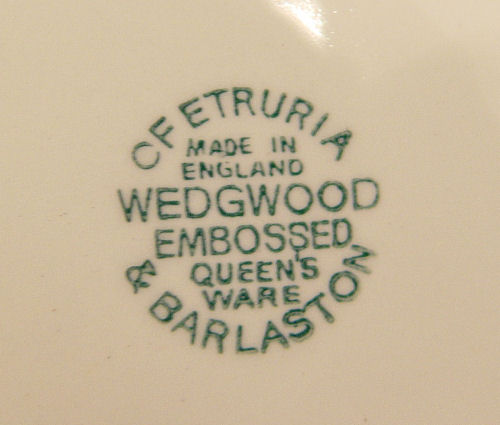 OF ETRURIA
MADE IN
ENGLAND
WEDGWOOD
EMBOSSED
QUEEN'S
WARE
& BARLASTON